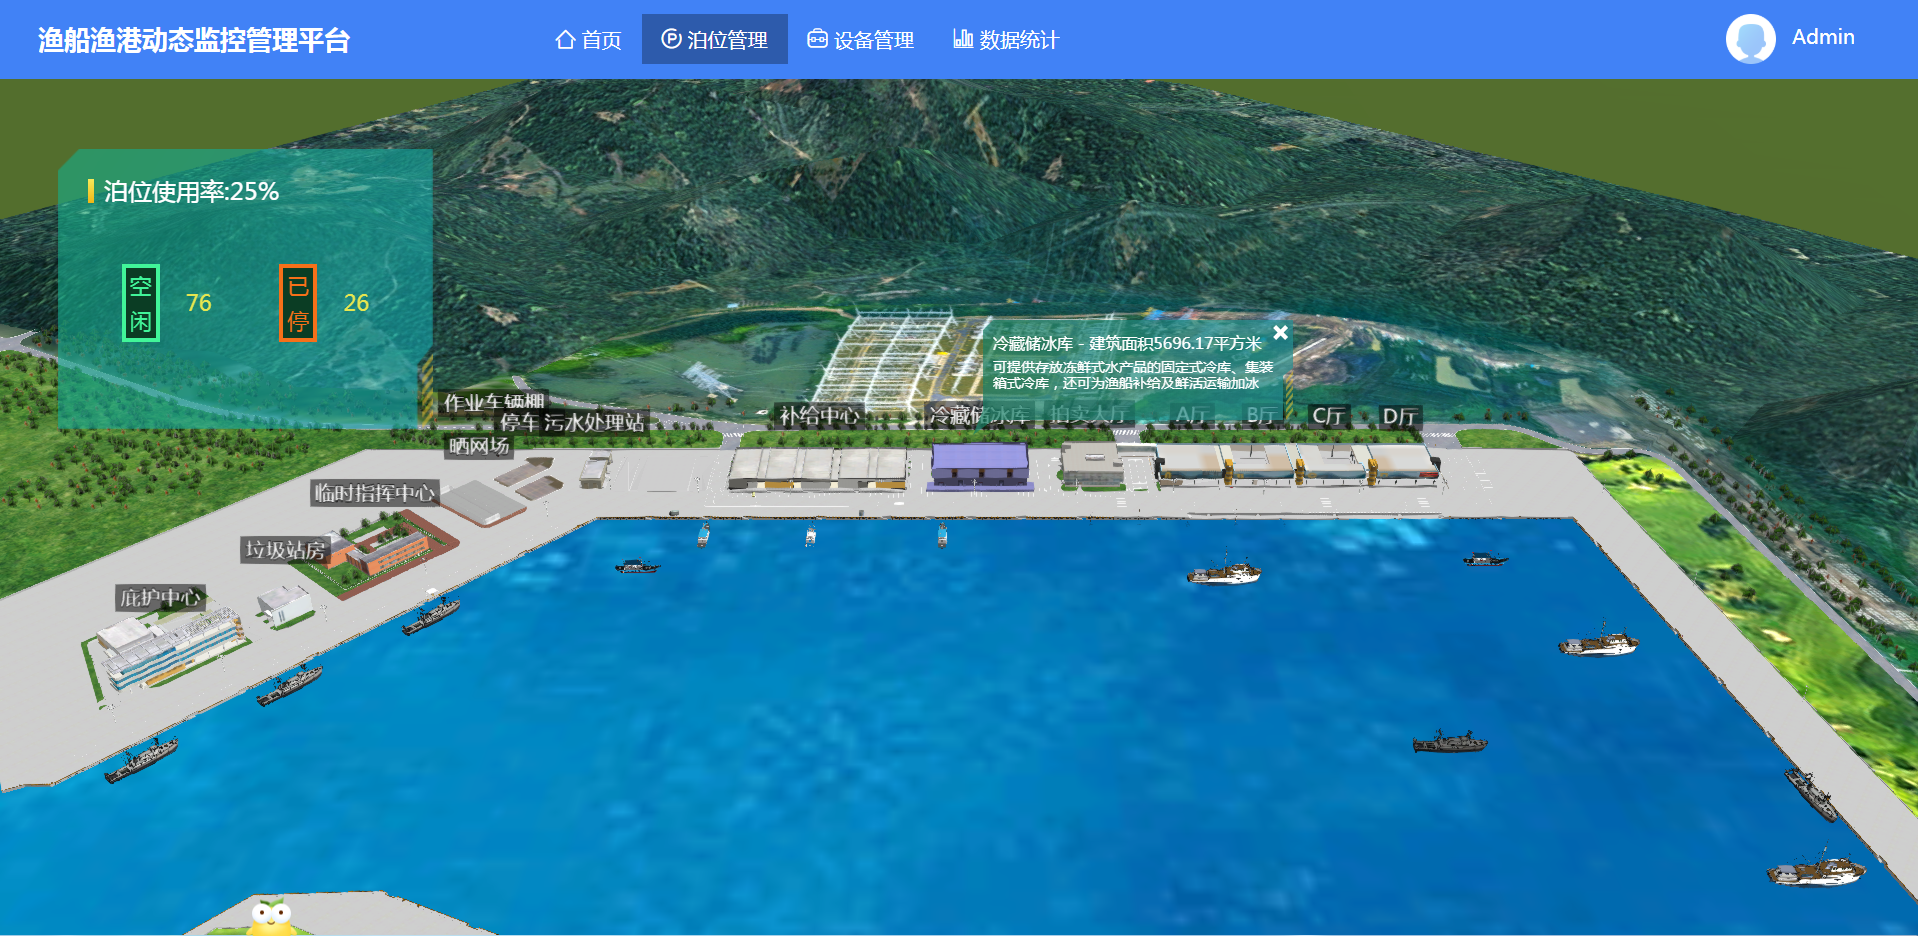 渔船渔港动态监控管理平台
首页
泊位管理
设备管理
数据统计
Admin
泊位使用率:25%
空闲
76
已停
26
冷藏储冰库 - 建筑面积5696.17平方米
可提供存放冻鲜式水产品的固定式冷库、集装
箱式冷库，还可为渔船补给及鲜活运输加冰
作业车辆棚
停车
污水处理站
晒网场
补给中心
冷藏储冰库
拍卖大厅
A厅
B厅
C厅
D厅
临时指挥中心
垃圾站房
庇护中心